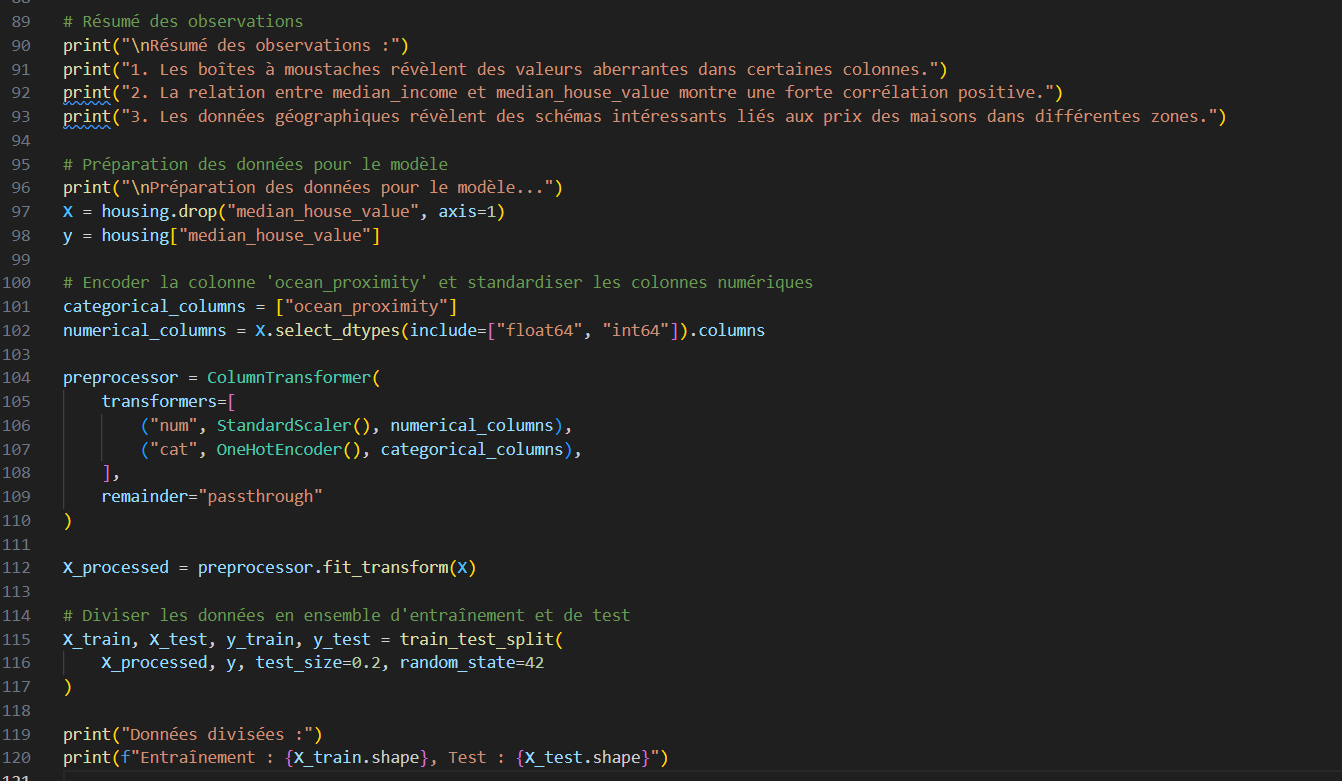 89 # Résumé des observations
90 print("\nRésumé des observations :")
91 print("1. Les boîtes à moustaches révèlent des valeurs aberrantes dans certaines colonnes.")
92 print("2. La relation entre median_income et median_house_value montre une forte corrélation positive.")
93 print("3. Les données géographiques révèlent des schémas intéressants liés aux prix des maisons dans différentes zones.")
94
95 # Préparation des données pour le modèle
96 print("\nPréparation des données pour le modèle...")
97 X = housing.drop("median_house_value", axis=1)
98 y = housing["median_house_value"]
99
100 # Encoder la colonne 'ocean_proximity' et standardiser les colonnes numériques
101 categorical_columns = ["ocean_proximity"]
102 numerical_columns = X.select_dtypes(include=["float64", "int64"]).columns
103
104 preprocessor = ColumnTransformer(
105     transformers=[
106         ("num", StandardScaler(), numerical_columns),
107         ("cat", OneHotEncoder(), categorical_columns),
108     ],
109     remainder="passthrough"
110 )
111
112 X_processed = preprocessor.fit_transform(X)
113
114 # Diviser les données en ensemble d'entraînement et de test
115 X_train, X_test, y_train, y_test = train_test_split(
116     X_processed, y, test_size=0.2, random_state=42
117 )
118
119 print("Données divisées :")
120 print(f"Entraînement : {X_train.shape}, Test : {X_test.shape}")
121